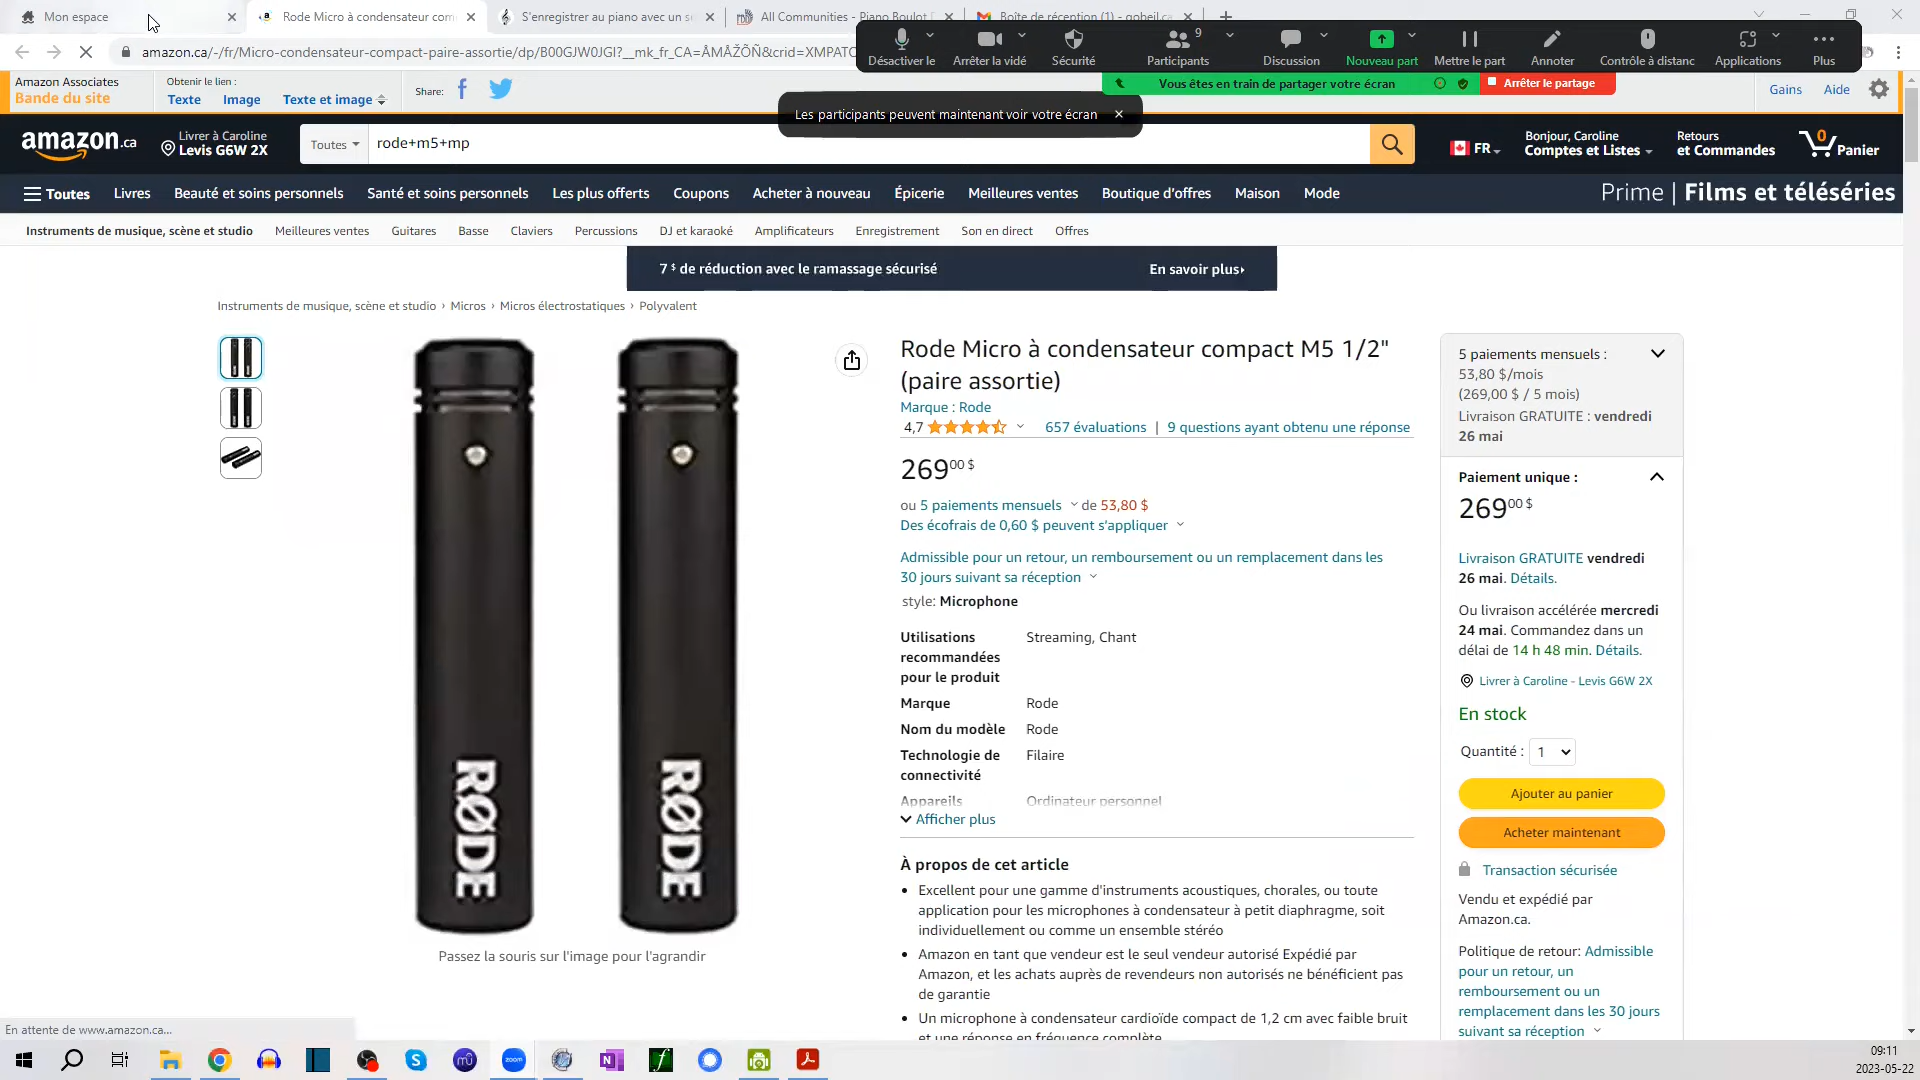 Mon espace
Rode Micro à condensateur com
S'enregistrer au piano avec un s
All Communities - Piano Boulot
Boîte de réception (1) - gobeil.ca
amazon.ca/-/fr/Micro-condensateur-compact-paire-assortie/dp/B00GJW0JGI?__mk_fr_CA=ÅMÅŽÕÑ&crid=XMPATC
9
Désactiver le
Arrêter la vidé
Sécurité
Participants
Discussion
Nouveau part
Mettre le part
Annoter
Contrôle à distanc
Applications
Plus
Vous êtes en train de partager votre écran
Arrêter le partage
Les participants peuvent maintenant voir votre écran
Amazon Associates
Bande du site
Obtenir le lien :
Texte
Image
Texte et image
Share:
Gains
Aide
amazon.ca
Livrer à Caroline
Levis G6W 2X
Toutes
rode+m5+mp
FR
Bonjour, Caroline
Comptes et Listes
Retours
et Commandes
0
Panier
Toutes
Livres
Beauté et soins personnels
Santé et soins personnels
Les plus offerts
Coupons
Acheter à nouveau
Épicerie
Meilleures ventes
Boutique d'offres
Maison
Mode
Prime | Films et téléséries
Instruments de musique, scène et studio
Meilleures ventes
Guitares
Basse
Claviers
Percussions
DJ et karaoké
Amplificateurs
Enregistrement
Son en direct
Offres
7 $ de réduction avec le ramassage sécurisé
En savoir plus
Instruments de musique, scène et studio › Micros › Micros électrostatiques › Polyvalent
RØDE
RØDE
Passez la souris sur l'image pour l'agrandir
Rode Micro à condensateur compact M5 1/2"
(paire assortie)
Marque : Rode
4,7
657 évaluations | 9 questions ayant obtenu une réponse
269 00 $
ou 5 paiements mensuels de 53,80 $
Des écofrais de 0,60 $ peuvent s'appliquer
Admissible pour un retour, un remboursement ou un remplacement dans les
30 jours suivant sa réception
style: Microphone
Utilisations recommandées pour le produit
Streaming, Chant
Marque
Rode
Nom du modèle
Rode
Technologie de connectivité
Filaire
Appareils
Ordinateur personnel
Afficher plus
À propos de cet article
• Excellent pour une gamme d'instruments acoustiques, chorales, ou toute
application pour les microphones à condensateur à petit diaphragme, soit
individuellement ou comme un ensemble stéréo
• Amazon en tant que vendeur est le seul vendeur autorisé Expédié par
Amazon, et les achats auprès de revendeurs non autorisés ne bénéficient pas
de garantie
• Un microphone à condensateur cardioïde compact de 1,2 cm avec faible bruit
et une réponse en fréquence complète
5 paiements mensuels :
53,80 $/mois
(269,00 $ / 5 mois)
Livraison GRATUITE : vendredi
26 mai
Paiement unique :
269 00 $
Livraison GRATUITE vendredi
26 mai. Détails.
Ou livraison accélérée mercredi
24 mai. Commandez dans un
délai de 14 h 48 min. Détails.
Livrer à Caroline - Levis G6W 2X
En stock
Quantité :
1
Ajouter au panier
Acheter maintenant
Transaction sécurisée
Vendu et expédié par
Amazon.ca.
Politique de retour: Admissible
pour un retour, un
remboursement ou un
remplacement dans les 30 jours
suivant sa réception
En attente de www.amazon.ca...
zoom
09:11
2023-05-22